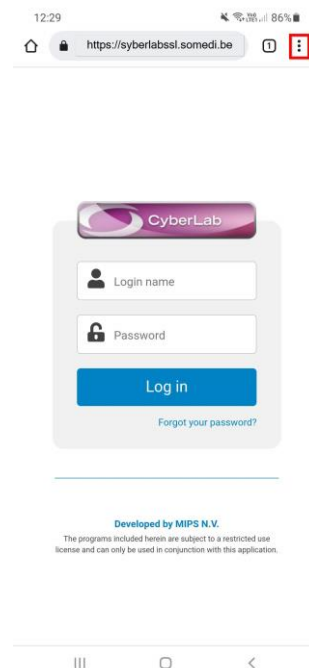 12:29 86%
https://syberlabssl.somedi.be 1
CyberLab
Login name
Password
Log in
Forgot your password?
Developed by MIPS N.V.
The programs included herein are subject to a restricted use
license and can only be used in conjunction with this application.